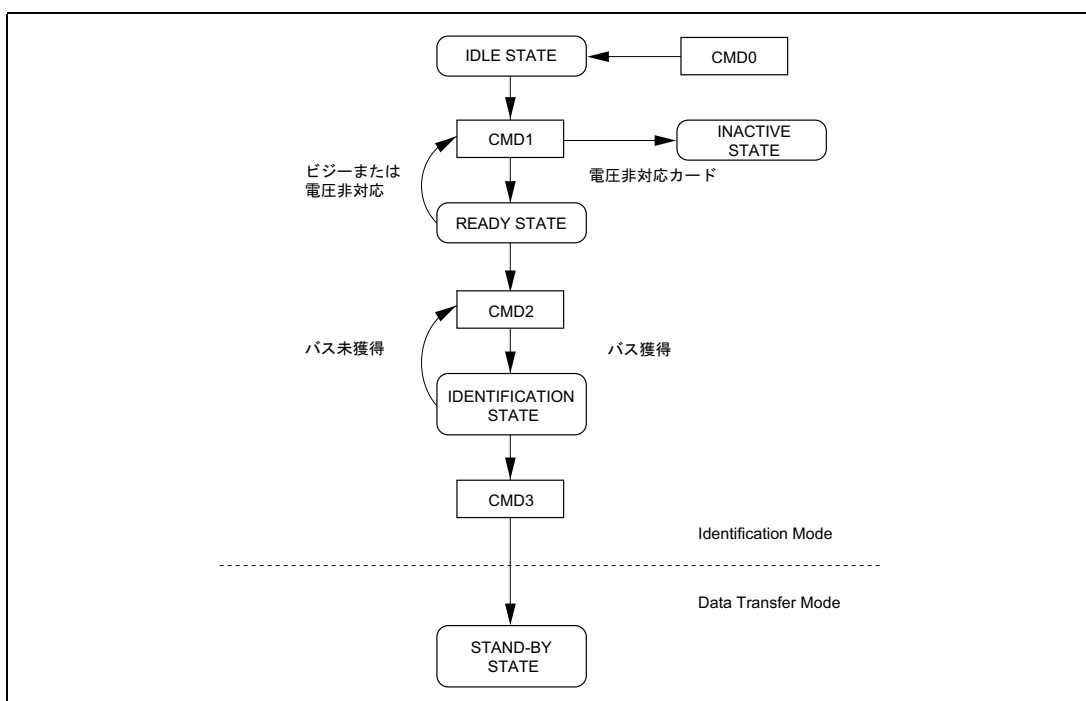 IDLE STATE
CMD0
CMD1
INACTIVE
STATE
ビジーまたは
電圧非対応
電圧非対応カード
READY STATE
CMD2
バス未獲得
バス獲得
IDENTIFICATION
STATE
CMD3
Identification Mode
Data Transfer Mode
STAND-BY
STATE